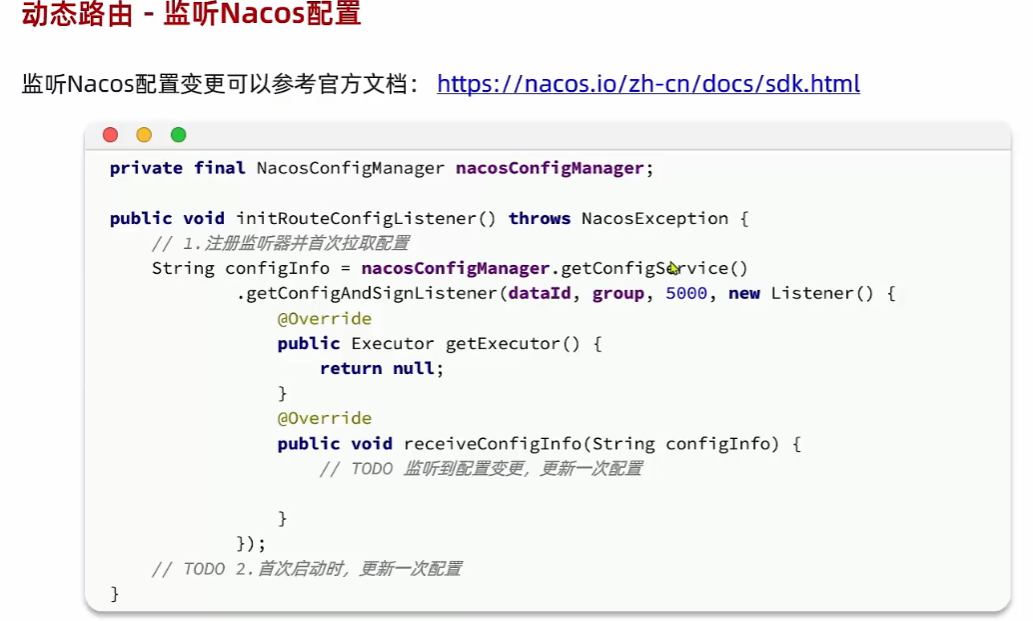 动态路由 - 监听Nacos配置
监听Nacos配置变更可以参考官方文档： https://nacos.io/zh-cn/docs/sdk.html
private final NacosConfigManager nacosConfigManager;
public void initRouteConfigListener() throws NacosException {
// 1.注册监听器并首次拉取配置
String configInfo = nacosConfigManager.getConfigService()
.getConfigAndSignListener(dataId, group, 5000, new Listener() {
@Override
public Executor getExecutor() {
return null;
}
@Override
public void receiveConfigInfo(String configInfo) {
// TODO 监听到配置变更，更新一次配置
}
});
// TODO 2.首次启动时，更新一次配置
}